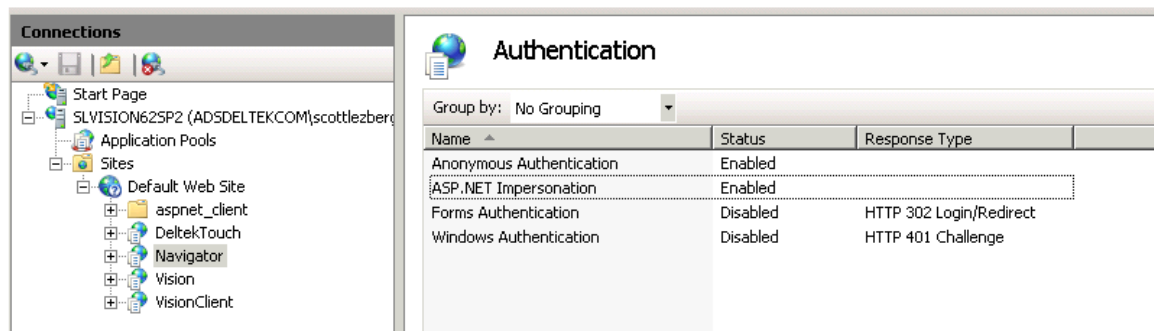 Connections
Start Page
SLVISION62SP2 (ADSDELTEKCOM\scottlezberg
Application Pools
Sites
Default Web Site
aspnet_client
DeltekTouch
Navigator
Vision
VisionClient
Authentication
Group by: No Grouping
Name Status Response Type
Anonymous Authentication Enabled
ASP.NET Impersonation Enabled
Forms Authentication Disabled HTTP 302 Login/Redirect
Windows Authentication Disabled HTTP 401 Challenge